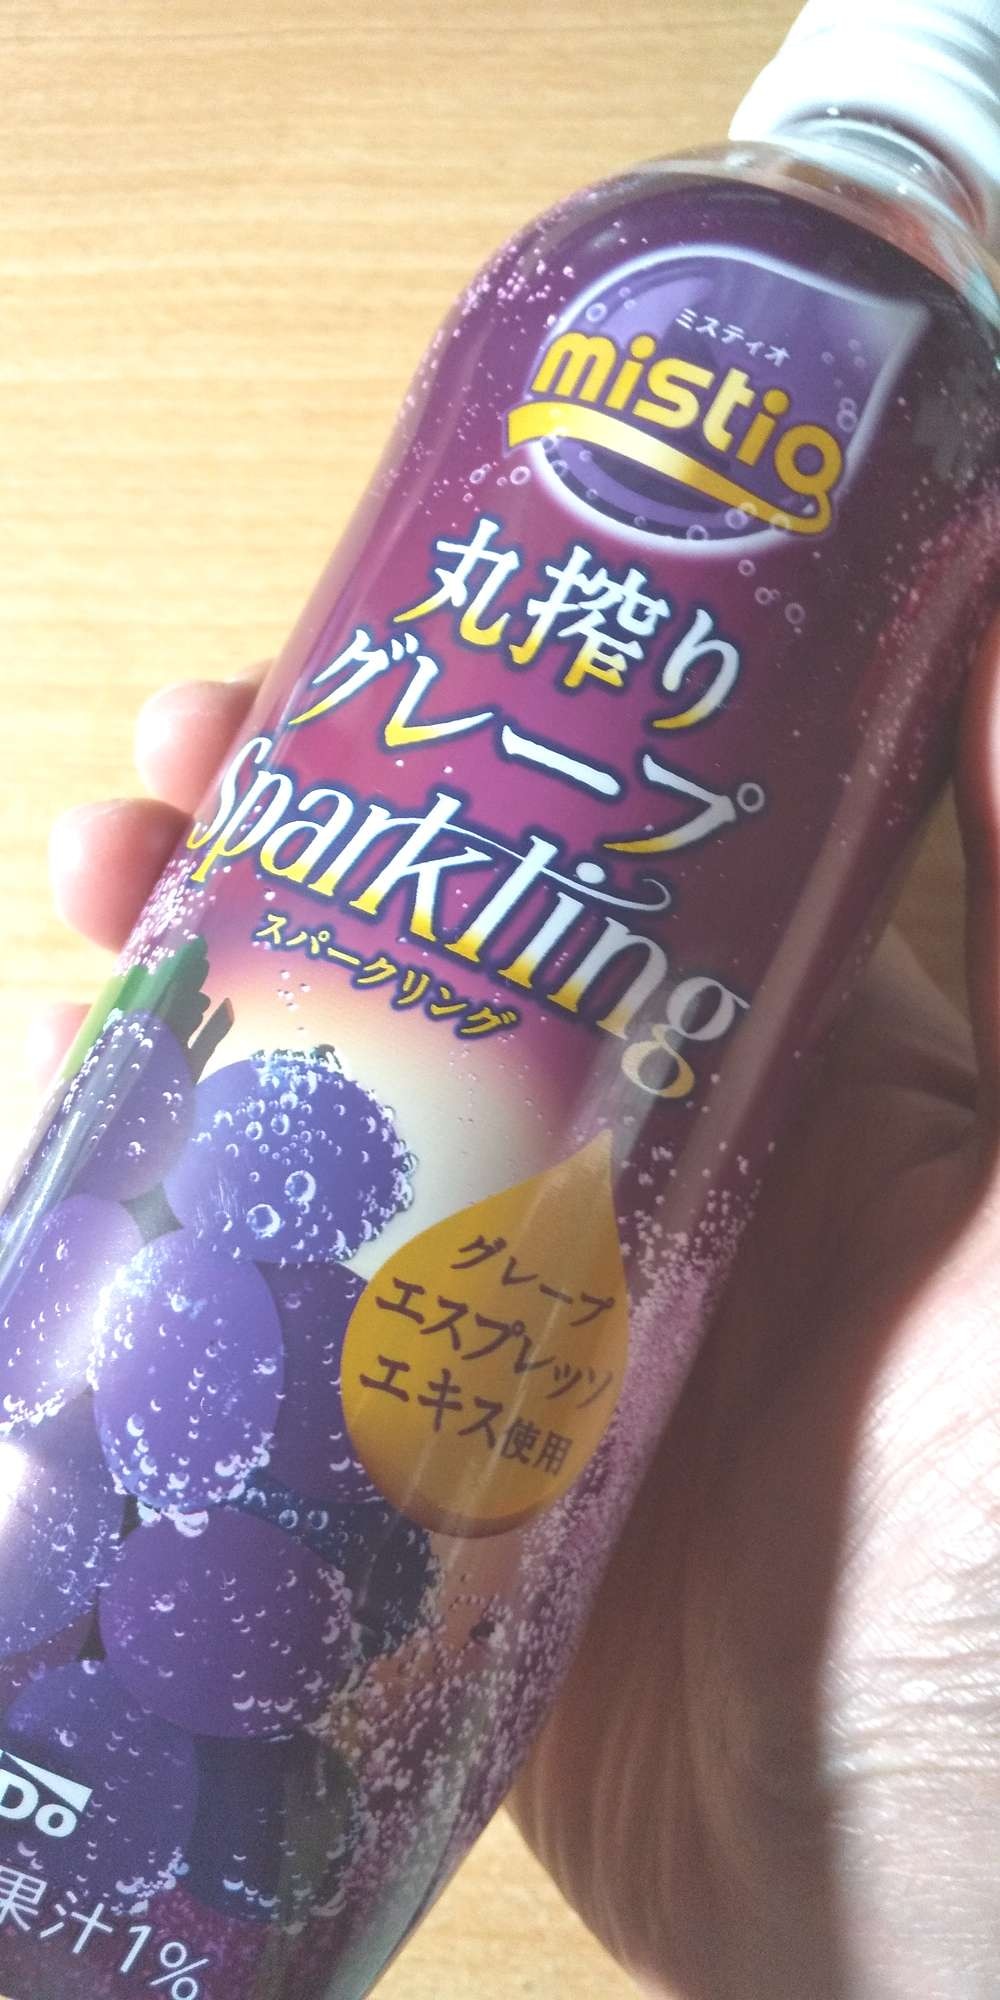 ミスティオ
mistio
丸搾り
グレープ
Sparkling
スパークリング
グレープ
エスプレッソ
エキス使用
Do
果汁1%